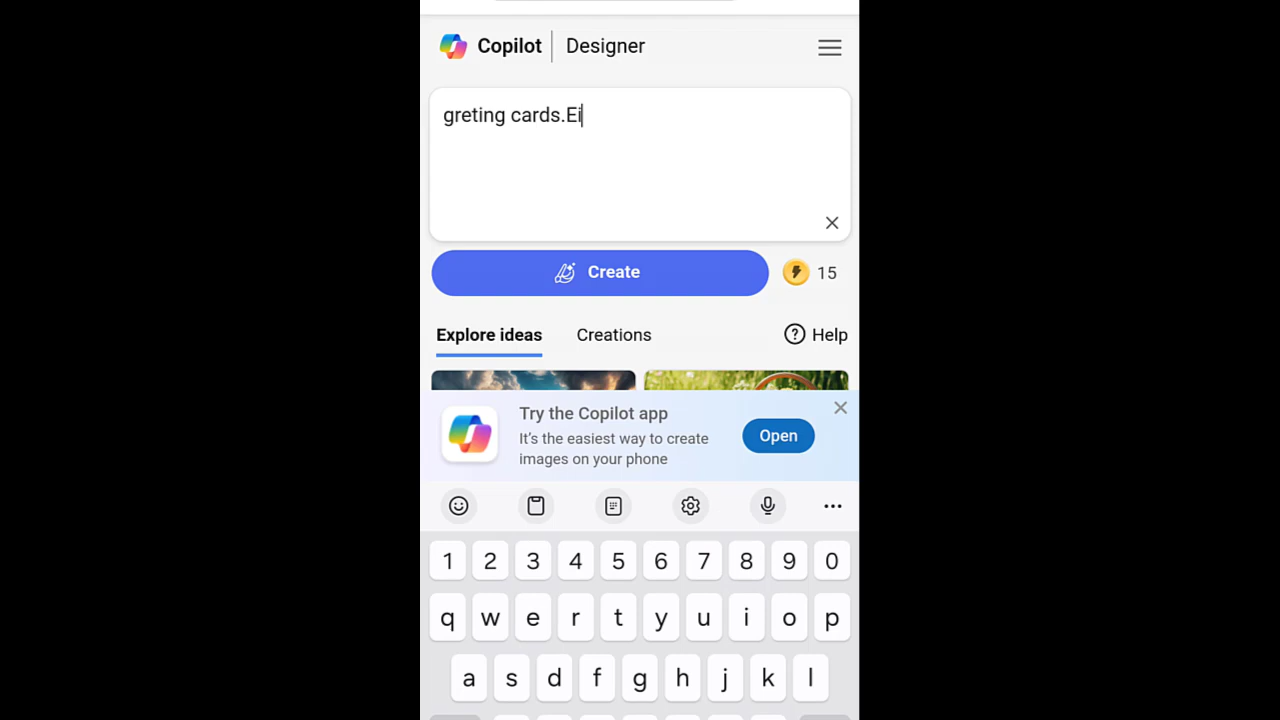 Copilot | Designer
greting cards.Ei
Create 15
Explore ideas Creations Help
Try the Copilot app
It's the easiest way to create
images on your phone
Open
1 2 3 4 5 6 7 8 9 0
q w e r t y u i o p
a s d f g h j k l